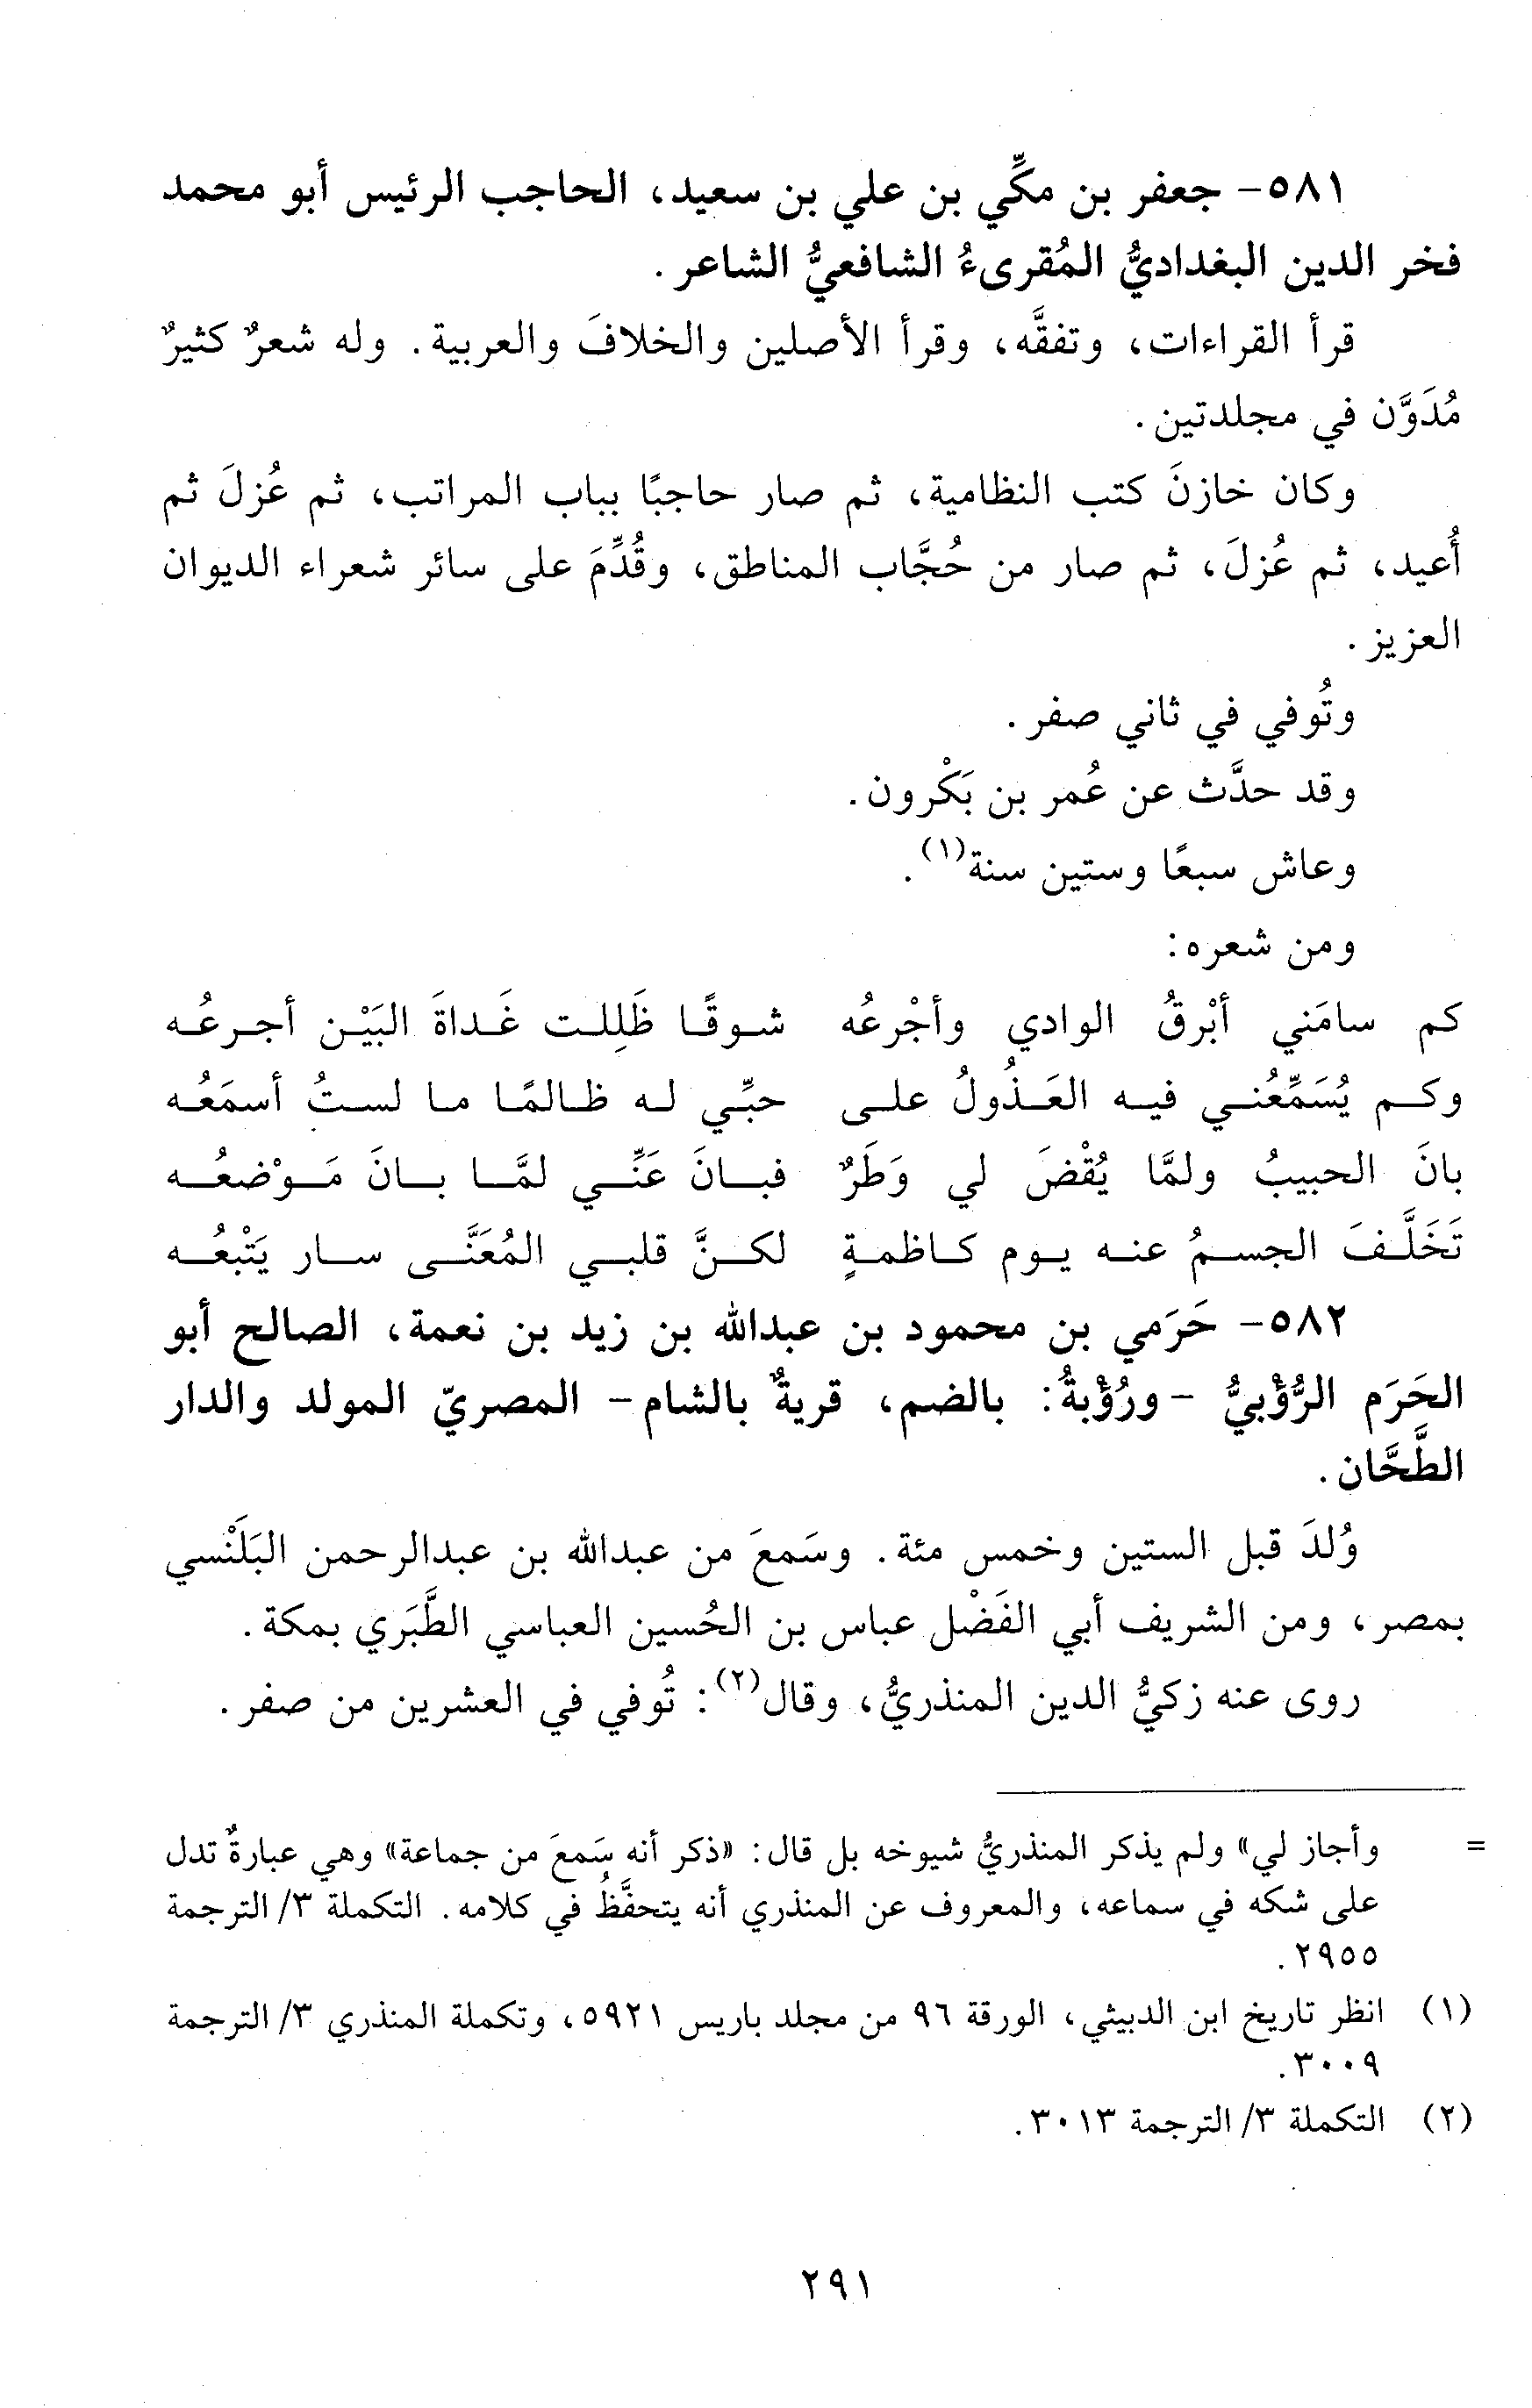 ٥٨١- جعفر بن مكِّي بن علي بن سعيد، الحاجب الرئيس أبو محمد
فخر الدين البغداديُّ المُقرىءُ الشافعيُّ الشاعر.
قرأ القراءات، وتفقَّه، وقرأ الأصلين والخلافَ والعربية. وله شعرٌ كثيرٌ
مُدَوَّن في مجلدتين.
وكان خازنَ كتب النظامية، ثم صار حاجبًا بباب المراتب، ثم عُزلَ ثم
أُعيد، ثم عُزلَ، ثم صار من حُجَّاب المناطق، وقُدِّمَ على سائر شعراء الديوان
العزيز.
وتُوفي في ثاني صفر.
وقد حدَّث عن عُمر بن بَكْرون.
وعاش سبعًا وستين سنة(١).
ومن شعره:
كم سامَني أبْرقُ الوادي وأجْرعُه شوقًا ظَلِلت غَداةَ البَيْن أجرعُه
وكم يُسَمِّعُني فيه العَذُولُ على حبِّي له ظالمًا ما لستُ أسمَعُه
بانَ الحبيبُ ولمَّا يُقْضَ لي وَطَرٌ فبانَ عَنِّي لمَّا بانَ مَوْضعُه
تَخَلَّفَ الجسمُ عنه يوم كاظمةٍ لكنَّ قلبي المُعَنَّى سار يَتْبعُه
٥٨٢- حَرَمي بن محمود بن عبدالله بن زيد بن نعمة، الصالح أبو
الحَرَم الرُّؤْبيُّ -ورُؤْبةُ: بالضم، قريةٌ بالشام- المصريّ المولد والدار
الطَّحَّان.
وُلدَ قبل الستين وخمس مئة. وسَمعَ من عبدالله بن عبدالرحمن البَلَنْسي
بمصر، ومن الشريف أبي الفَضْل عباس بن الحُسين العباسي الطَّبَري بمكة.
روى عنه زكيُّ الدين المنذريُّ، وقال(٢): تُوفي في العشرين من صفر.
= وأجاز لي» ولم يذكر المنذريُّ شيوخه بل قال: «ذكر أنه سَمعَ من جماعة» وهي عبارةٌ تدل
على شكه في سماعه، والمعروف عن المنذري أنه يتحفَّظُ في كلامه. التكملة ٣/ الترجمة
٢٩٥٥.
(١) انظر تاريخ ابن الدبيثي، الورقة ٩٦ من مجلد باريس ٥٩٢١، وتكملة المنذري ٣/ الترجمة
٣٠٠٩.
(٢) التكملة ٣/ الترجمة ٣٠١٣.
٢٩١